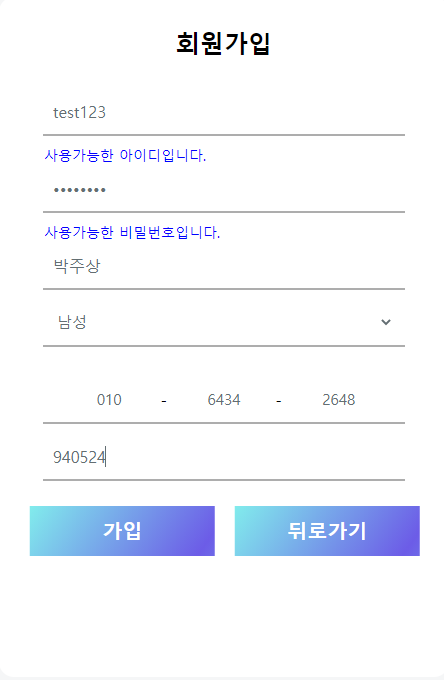 회원가입
test123
사용가능한 아이디입니다.
••••••••
사용가능한 비밀번호입니다.
박주상
남성
010 - 6434 - 2648
940524
가입 뒤로가기